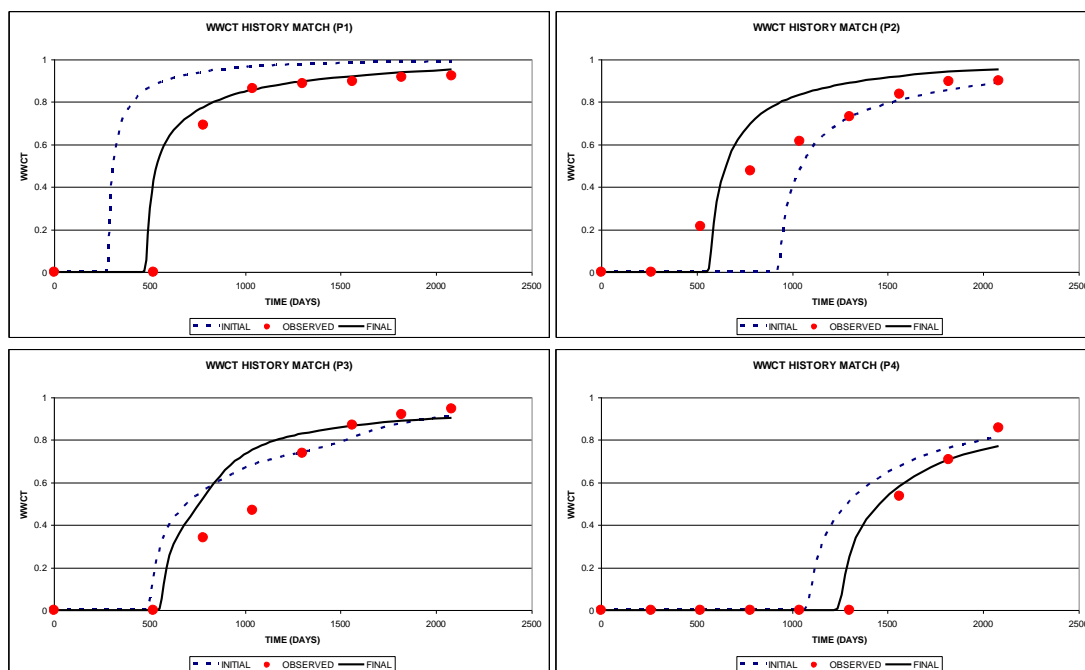 WWCT HISTORY MATCH (P1)
1
0.8
0.6
0.4
0.2
0
WWCT
0 500 1000 1500 2000 2500
TIME (DAYS)
INITIAL OBSERVED FINAL
WWCT HISTORY MATCH (P2)
1
0.8
0.6
0.4
0.2
0
WWCT
0 500 1000 1500 2000 2500
TIME (DAYS)
INITIAL OBSERVED FINAL
WWCT HISTORY MATCH (P3)
1
0.8
0.6
0.4
0.2
0
WWCT
0 500 1000 1500 2000 2500
TIME (DAYS)
INITIAL OBSERVED FINAL
WWCT HISTORY MATCH (P4)
1
0.8
0.6
0.4
0.2
0
WWCT
0 500 1000 1500 2000 2500
TIME (DAYS)
INITIAL OBSERVED FINAL